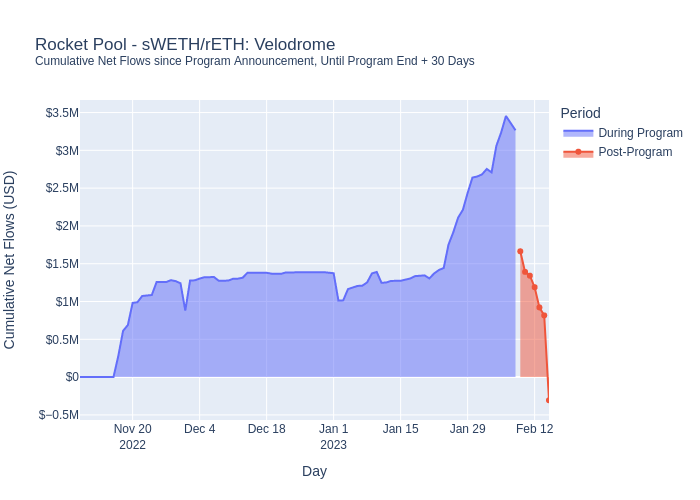 Rocket Pool - sWETH/rETH: Velodrome
Cumulative Net Flows since Program Announcement, Until Program End + 30 Days
Period
During Program
Post-Program
Cumulative Net Flows (USD)
$3.5M
$3M
$2.5M
$2M
$1.5M
$1M
$0.5M
$0
$−0.5M
Nov 20
2022
Dec 4
Dec 18
Jan 1
2023
Jan 15
Jan 29
Feb 12
Day